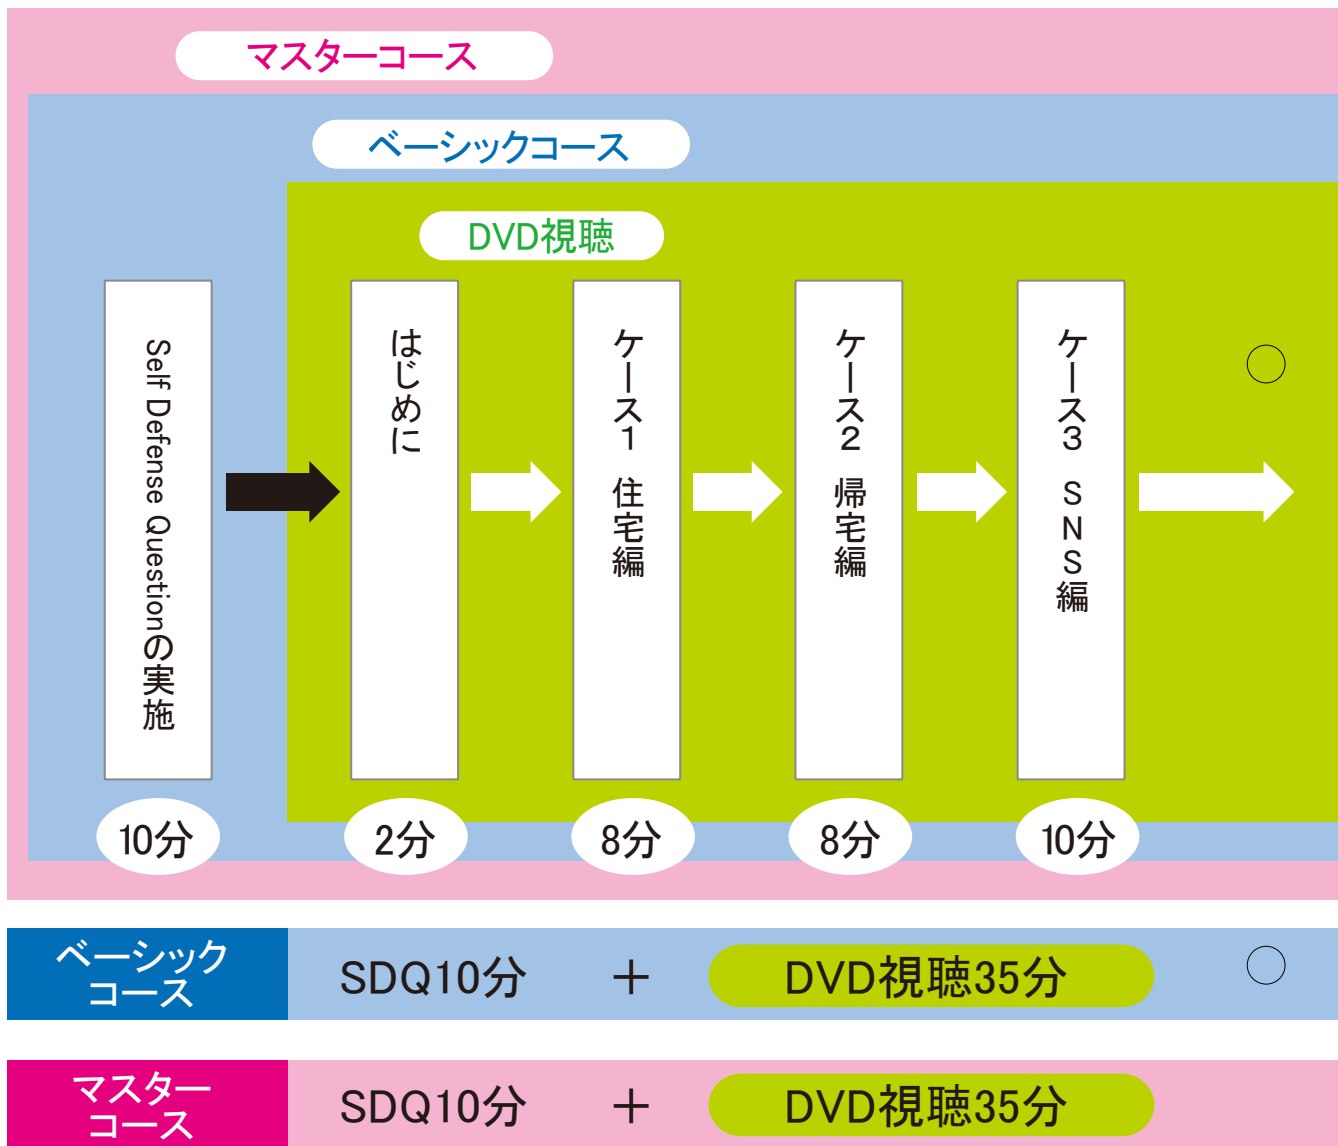 マスターコース
ベーシックコース
DVD視聴
Self Defense Questionの実施
はじめに
ケース1 住宅編
ケース2 帰宅編
ケース3 SNS編
10分
2分
8分
8分
10分
ベーシック
コース
SDQ10分 + DVD視聴35分
マスター
コース
SDQ10分 + DVD視聴35分